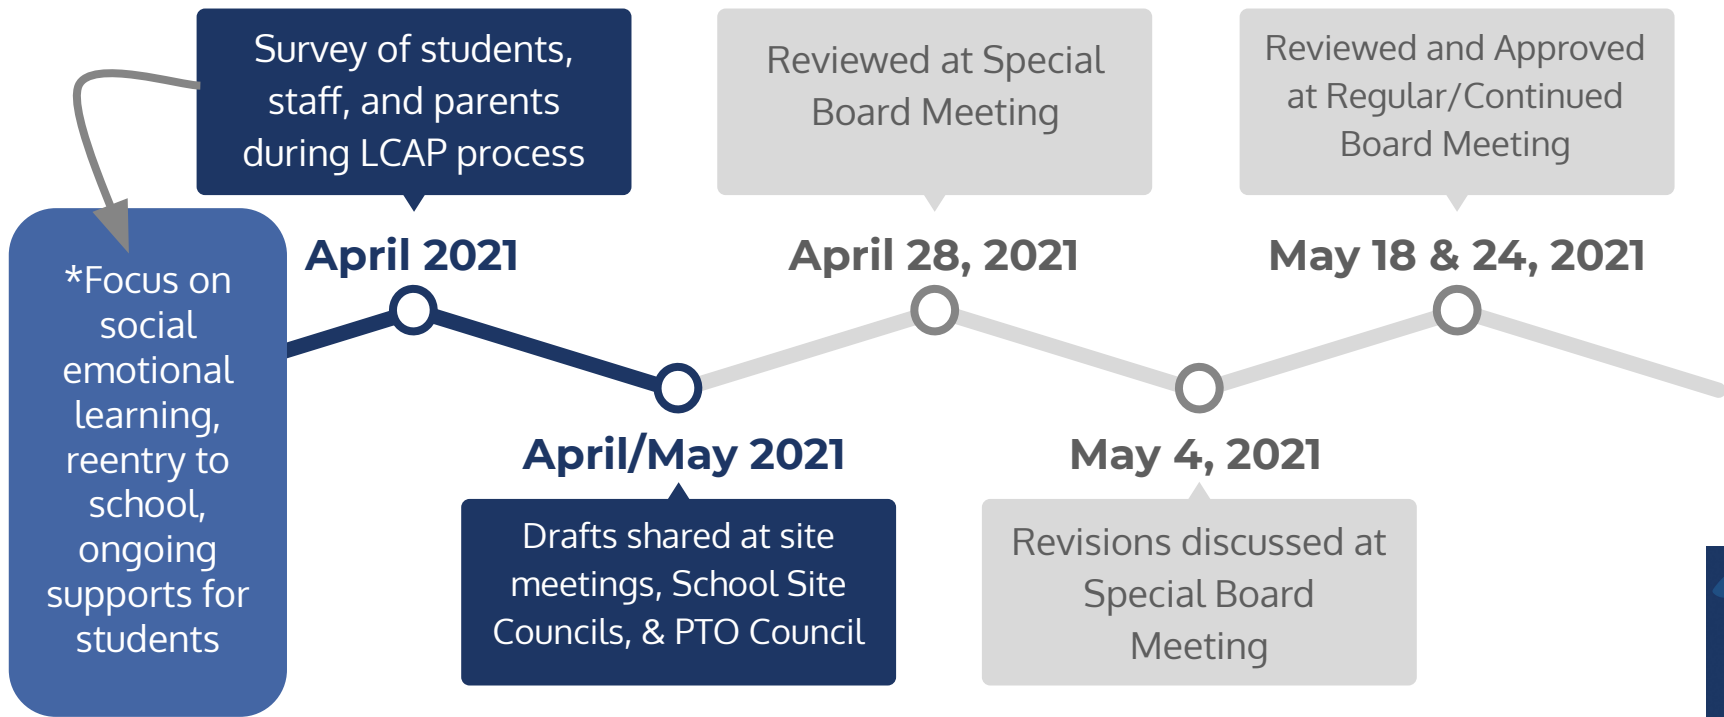 Survey of students,
staff, and parents
during LCAP process
April 2021
*Focus on
social
emotional
learning,
reentry to
school,
ongoing
supports for
students
April/May 2021
Drafts shared at site
meetings, School Site
Councils, & PTO Council
Reviewed at Special
Board Meeting
April 28, 2021
May 4, 2021
Revisions discussed at
Special Board
Meeting
Reviewed and Approved
at Regular/Continued
Board Meeting
May 18 & 24, 2021